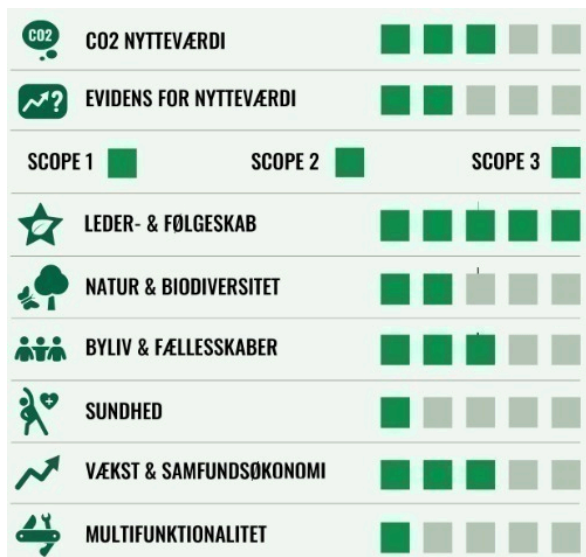 CO2
CO2 NYTTEVÆRDI
?
EVIDENS FOR NYTTEVÆRDI
SCOPE 1 SCOPE 2 SCOPE 3
LEDER- & FØLGESKAB
NATUR & BIODIVERSITET
BYLIV & FÆLLESSKABER
SUNDHED
VÆKST & SAMFUNDSØKONOMI
MULTIFUNKTIONALITET